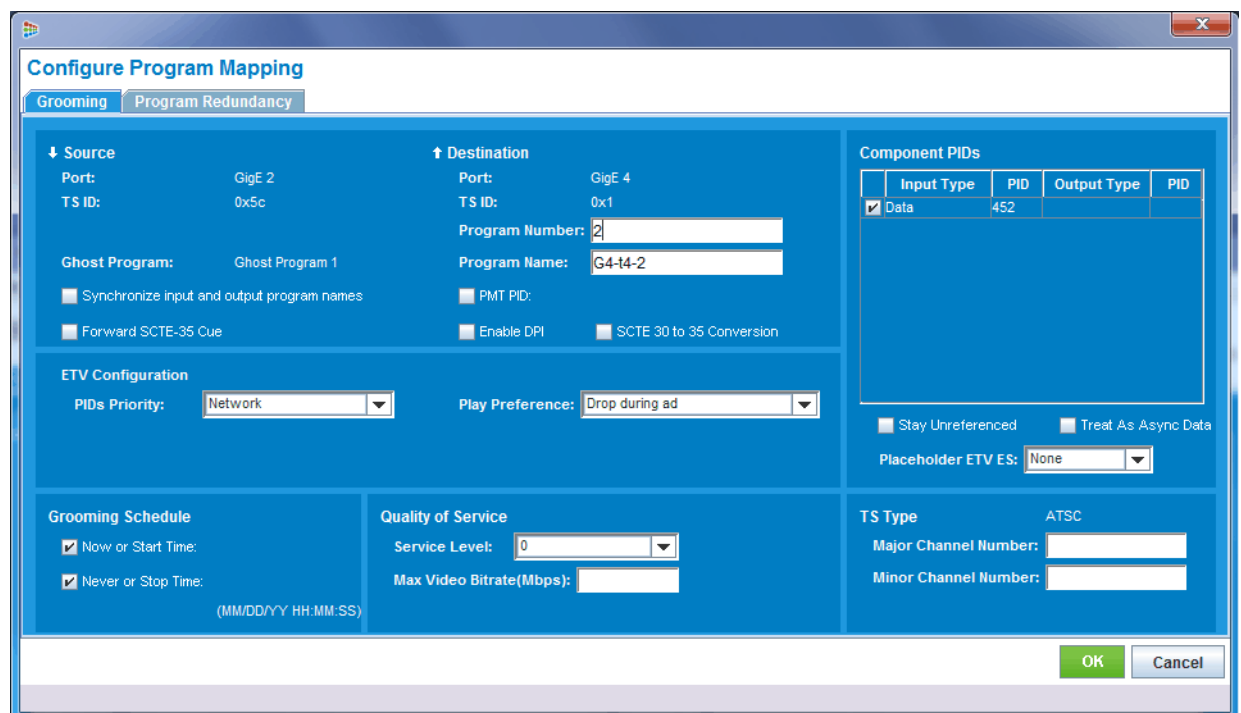 X
Configure Program Mapping
Grooming Program Redundancy
Source
Port: GigE 2
TS ID: 0x5c
Ghost Program: Ghost Program 1
Synchronize input and output program names
Forward SCTE-35 Cue
Destination
Port: GigE 4
TS ID: 0x1
Program Number: 2
Program Name: G4-t4-2
PMT PID:
Enable DPI SCTE 30 to 35 Conversion
Component PIDs
Input Type PID Output Type PID
Data 452
Stay Unreferenced Treat As Async Data
Placeholder ETV ES: None
ETV Configuration
PIDs Priority: Network Play Preference: Drop during ad
Grooming Schedule
Now or Start Time:
Never or Stop Time:
(MM/DD/YY HH:MM:SS)
Quality of Service
Service Level: 0
Max Video Bitrate(Mbps):
TS Type ATSC
Major Channel Number:
Minor Channel Number:
OK Cancel